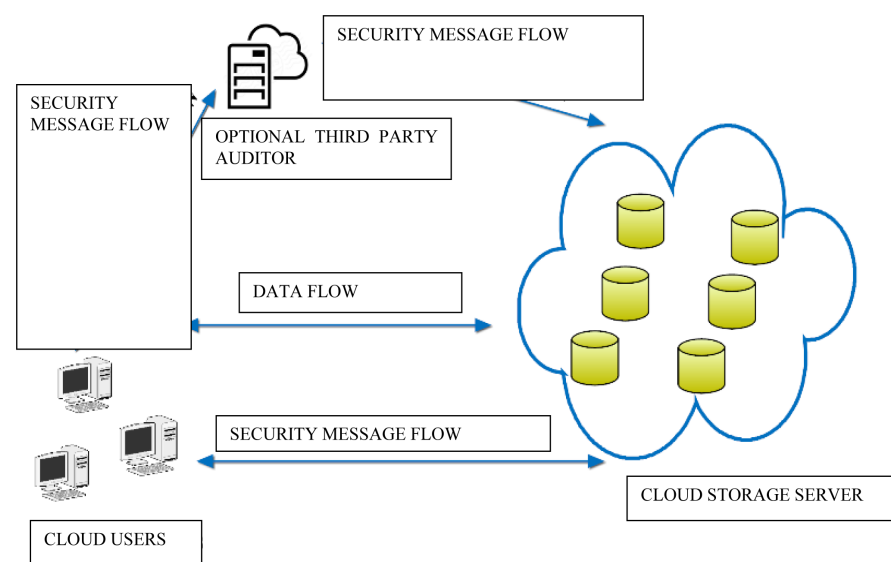 SECURITY MESSAGE FLOW
SECURITY
MESSAGE FLOW
OPTIONAL THIRD PARTY
AUDITOR
DATA FLOW
SECURITY MESSAGE FLOW
CLOUD STORAGE SERVER
CLOUD USERS